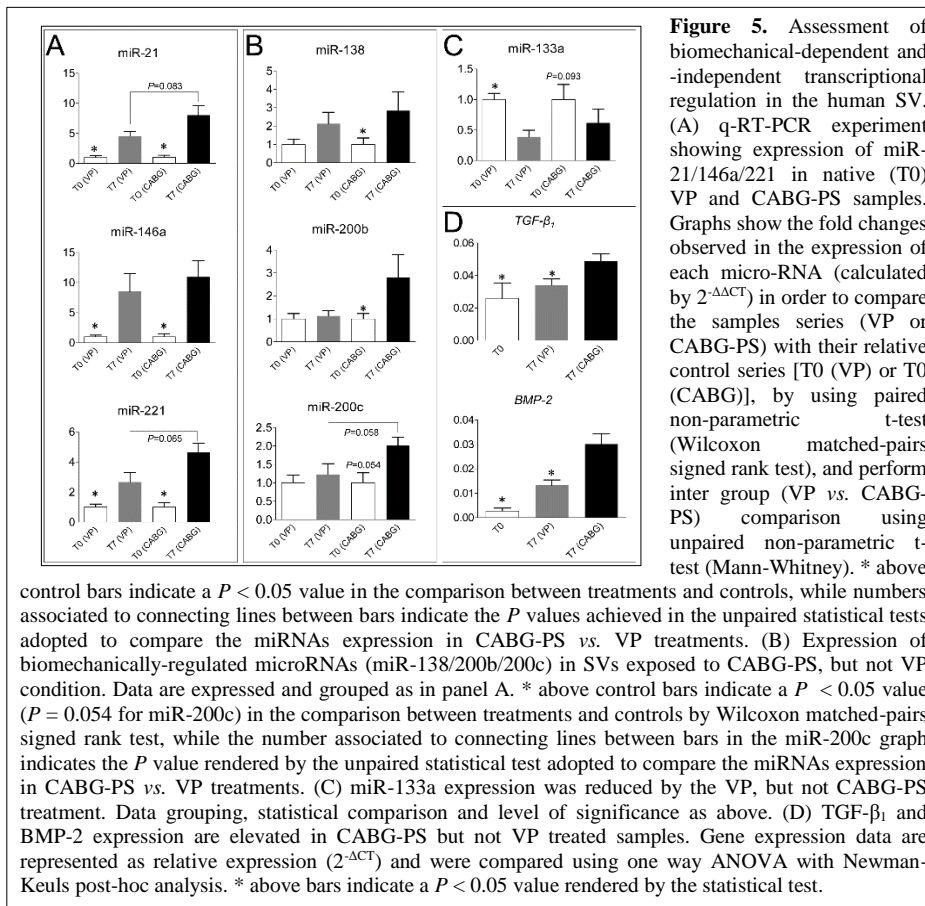 A
miR-21
15
10
5
0
P=0.083
*
*
T0 (VP)
T7 (VP)
T0 (CABG)
T7 (CABG)
miR-146a
15
10
5
0
*
*
T0 (VP)
T7 (VP)
T0 (CABG)
T7 (CABG)
miR-221
6
4
2
0
P=0.065
*
*
T0 (VP)
T7 (VP)
T0 (CABG)
T7 (CABG)
B
miR-138
5
4
3
2
1
0
*
T0 (VP)
T7 (VP)
T0 (CABG)
T7 (CABG)
miR-200b
5
4
3
2
1
0
*
T0 (VP)
T7 (VP)
T0 (CABG)
T7 (CABG)
miR-200c
2.5
2.0
1.5
1.0
0.5
0.0
P=0.058
P=0.054
T0 (VP)
T7 (VP)
T0 (CABG)
T7 (CABG)
C
miR-133a
1.5
1.0
0.5
0.0
*
P=0.093
T0 (VP)
T7 (VP)
T0 (CABG)
T7 (CABG)
D
TGF-β₁
0.06
0.04
0.02
0.00
*
*
T0
T7 (VP)
T7 (CABG)
BMP-2
0.04
0.03
0.02
0.01
0.00
*
*
T0
T7 (VP)
T7 (CABG)
Figure 5. Assessment of
biomechanical-dependent and
-independent transcriptional
regulation in the human SV.
(A) q-RT-PCR experiment
showing expression of miR-
21/146a/221 in native (T0)
VP and CABG-PS samples.
Graphs show the fold changes
observed in the expression of
each micro-RNA (calculated
by 2^-ΔΔCT) in order to compare
the samples series (VP or
CABG-PS) with their relative
control series [T0 (VP) or T0
(CABG)], by using paired
non-parametric t-test
(Wilcoxon matched-pairs
signed rank test), and perform
inter group (VP vs. CABG-
PS) comparison using
unpaired non-parametric t-
test (Mann-Whitney). * above
control bars indicate a P < 0.05 value in the comparison between treatments and controls, while numbers
associated to connecting lines between bars indicate the P values achieved in the unpaired statistical tests
adopted to compare the miRNAs expression in CABG-PS vs. VP treatments. (B) Expression of
biomechanically-regulated microRNAs (miR-138/200b/200c) in SVs exposed to CABG-PS, but not VP
condition. Data are expressed and grouped as in panel A. * above control bars indicate a P < 0.05 value
(P = 0.054 for miR-200c) in the comparison between treatments and controls by Wilcoxon matched-pairs
signed rank test, while the number associated to connecting lines between bars in the miR-200c graph
indicates the P value rendered by the unpaired statistical test adopted to compare the miRNAs expression
in CABG-PS vs. VP treatments. (C) miR-133a expression was reduced by the VP, but not CABG-PS
treatment. Data grouping, statistical comparison and level of significance as above. (D) TGF-β₁ and
BMP-2 expression are elevated in CABG-PS but not VP treated samples. Gene expression data are
represented as relative expression (2^-ΔCT) and were compared using one way ANOVA with Newman-
Keuls post-hoc analysis. * above bars indicate a P < 0.05 value rendered by the statistical test.